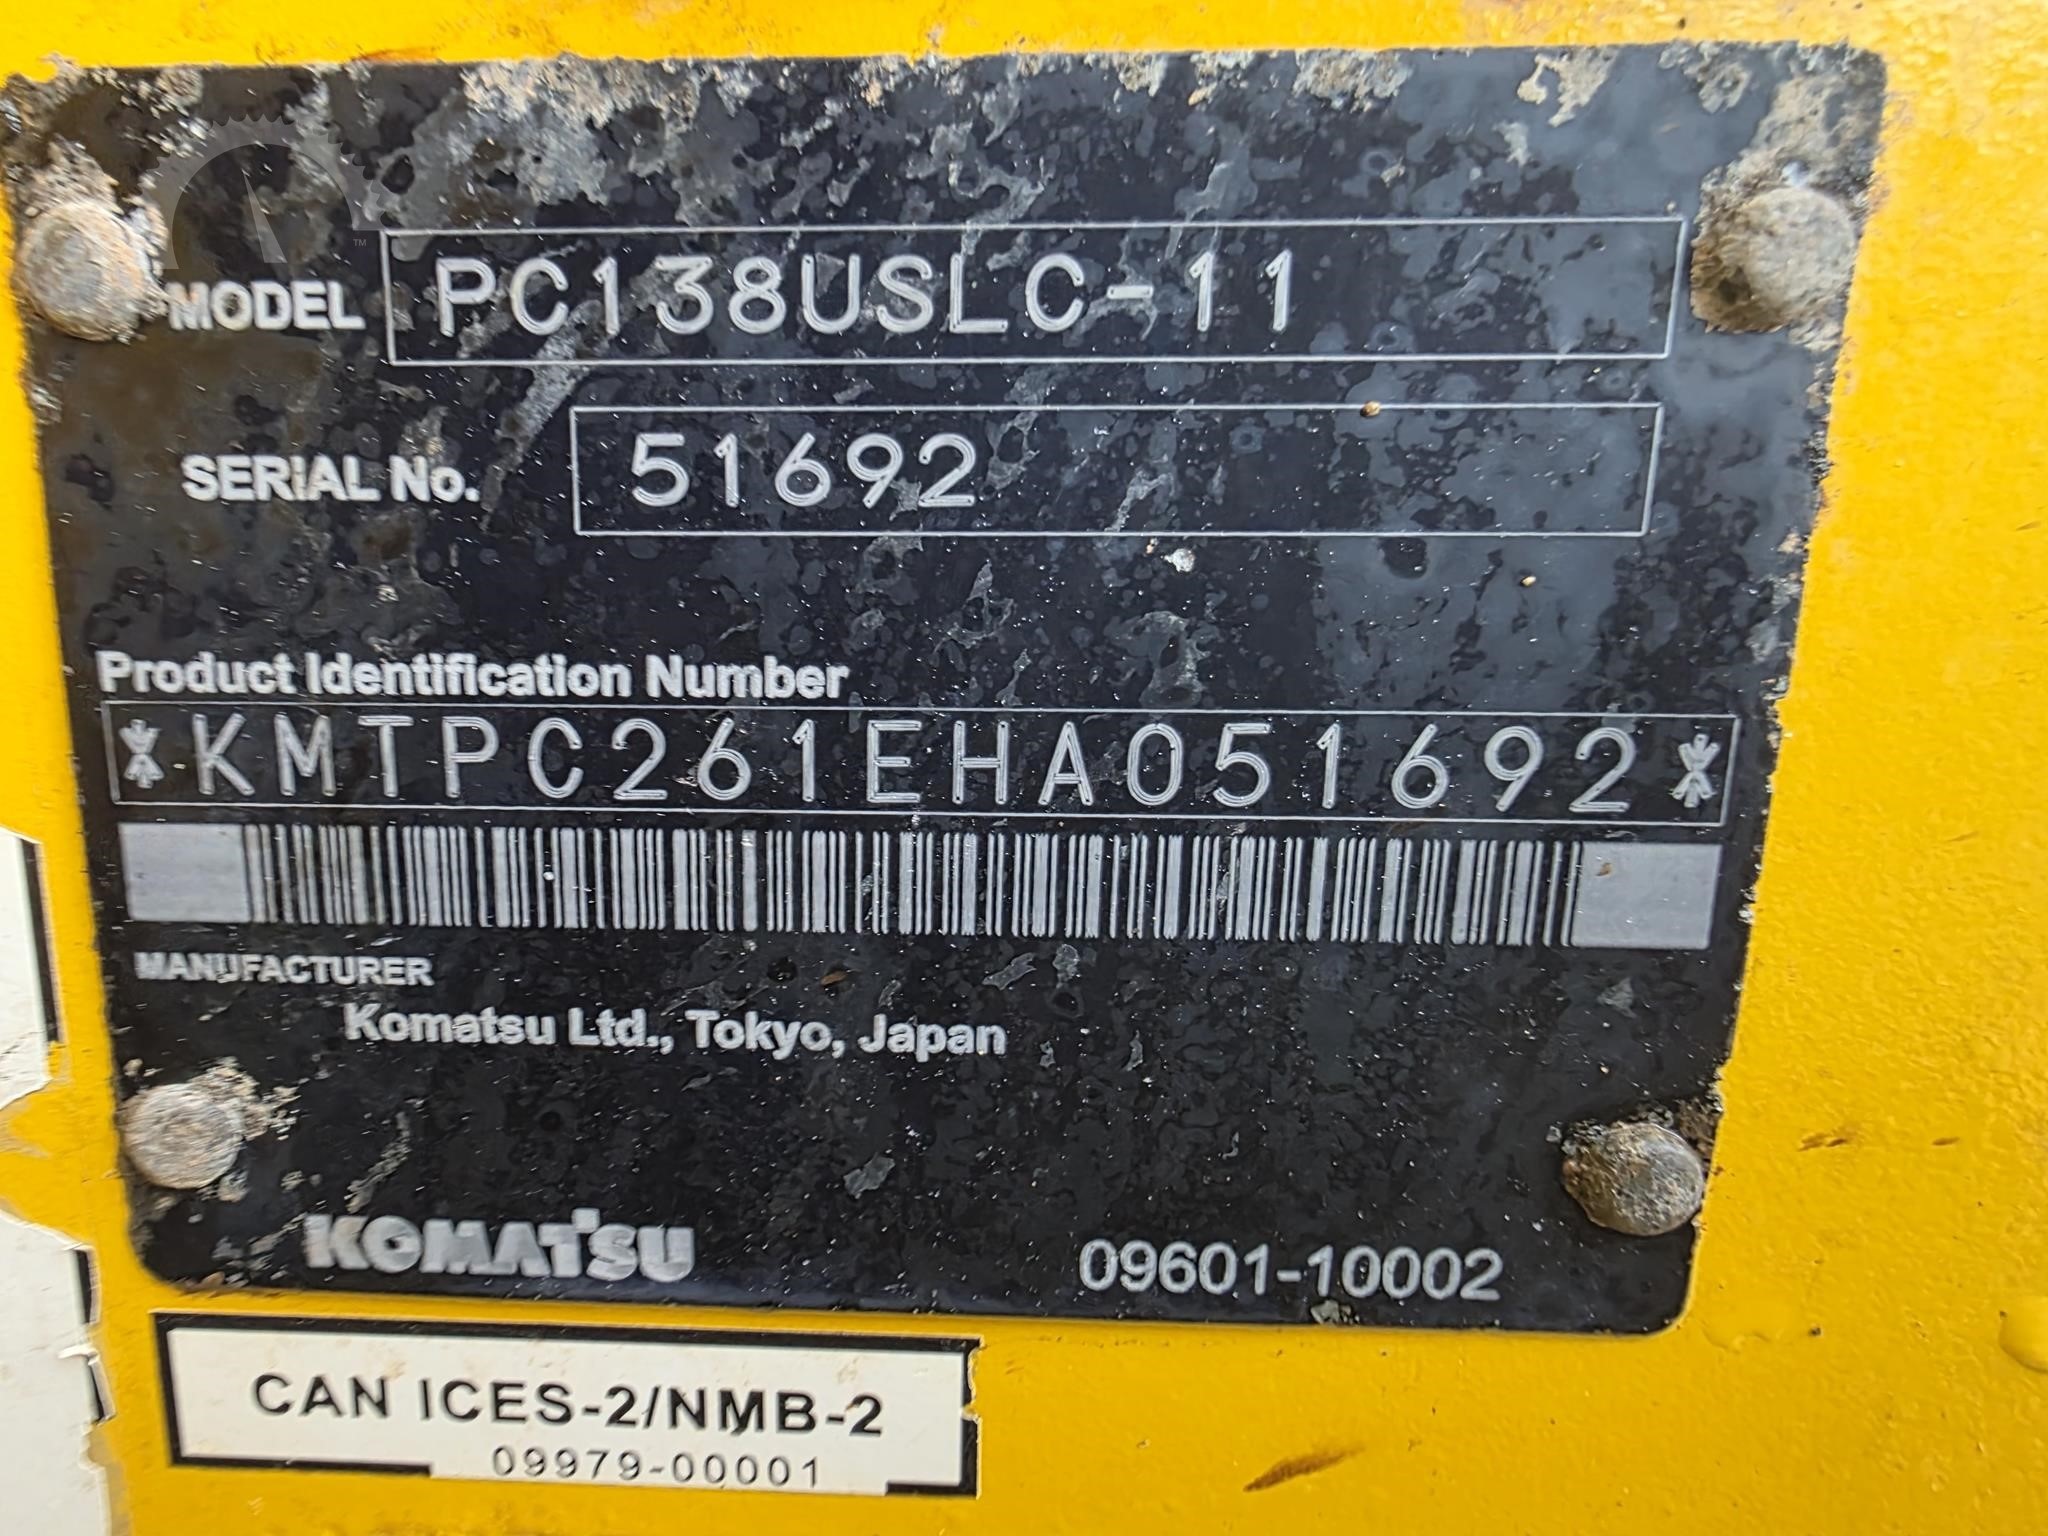 ™
MODEL PC138USLC-11
SERIAL No. 51692
Product Identification Number
*KMTPC261EHA051692*
MANUFACTURER
Komatsu Ltd., Tokyo, Japan
KOMATSU 09601-10002
CAN ICES-2/NMB-2
09979-00001